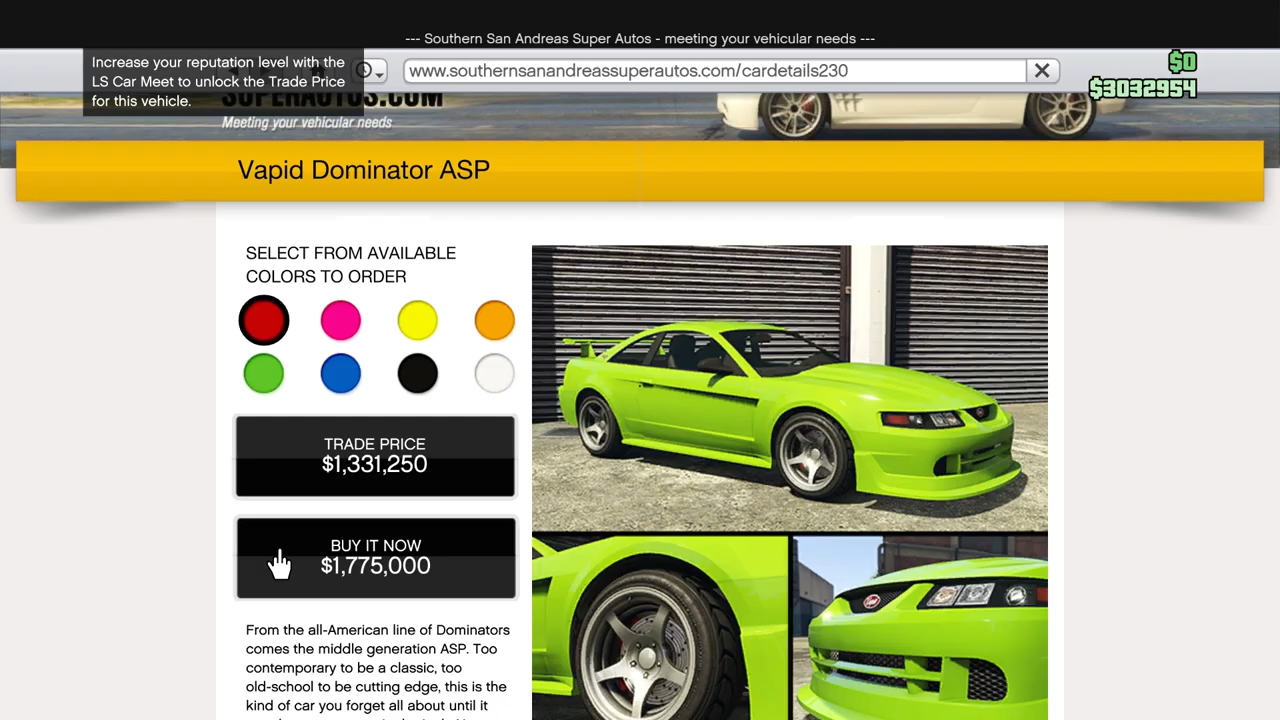 --- Southern San Andreas Super Autos - meeting your vehicular needs ---
Increase your reputation level with the
LS Car Meet to unlock the Trade Price
for this vehicle.
www.southernsanandreassuperautos.com/cardetails230
$0
$3032954
SUPERAUTOS.COM
Meeting your vehicular needs
Vapid Dominator ASP
SELECT FROM AVAILABLE
COLORS TO ORDER
TRADE PRICE
$1,331,250
BUY IT NOW
$1,775,000
From the all-American line of Dominators
comes the middle generation ASP. Too
contemporary to be a classic, too
old-school to be cutting edge, this is the
kind of car you forget all about until it